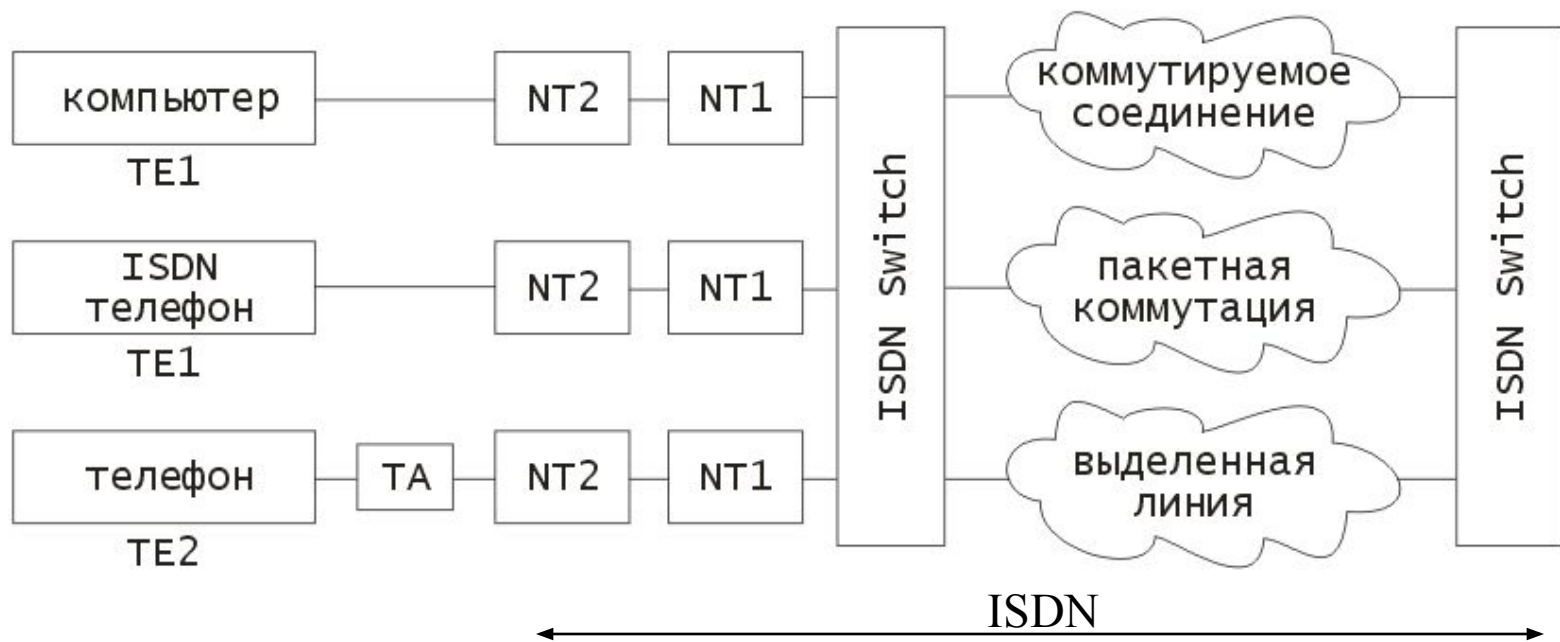 компьютер
TE1
NT2
NT1
ISDN
телефон
TE1
NT2
NT1
телефон
TE2
TA
NT2
NT1
ISDN Switch
коммутируемое
соединение
пакетная
коммутация
выделенная
линия
ISDN Switch
ISDN